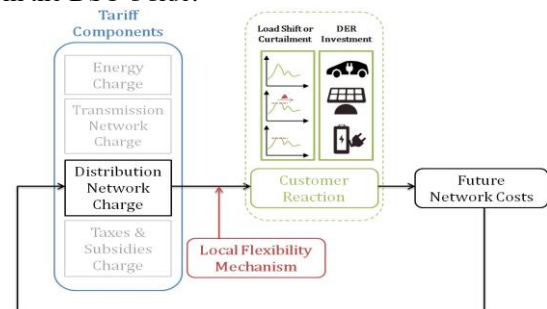 Tariff
Components
Energy
Charge
Transmission
Network
Charge
Distribution
Network
Charge
Taxes &
Subsidies
Charge
Local Flexibility
Mechanism
Load Shift or
Curtailment
DER
Investment
Customer
Reaction
Future
Network Costs